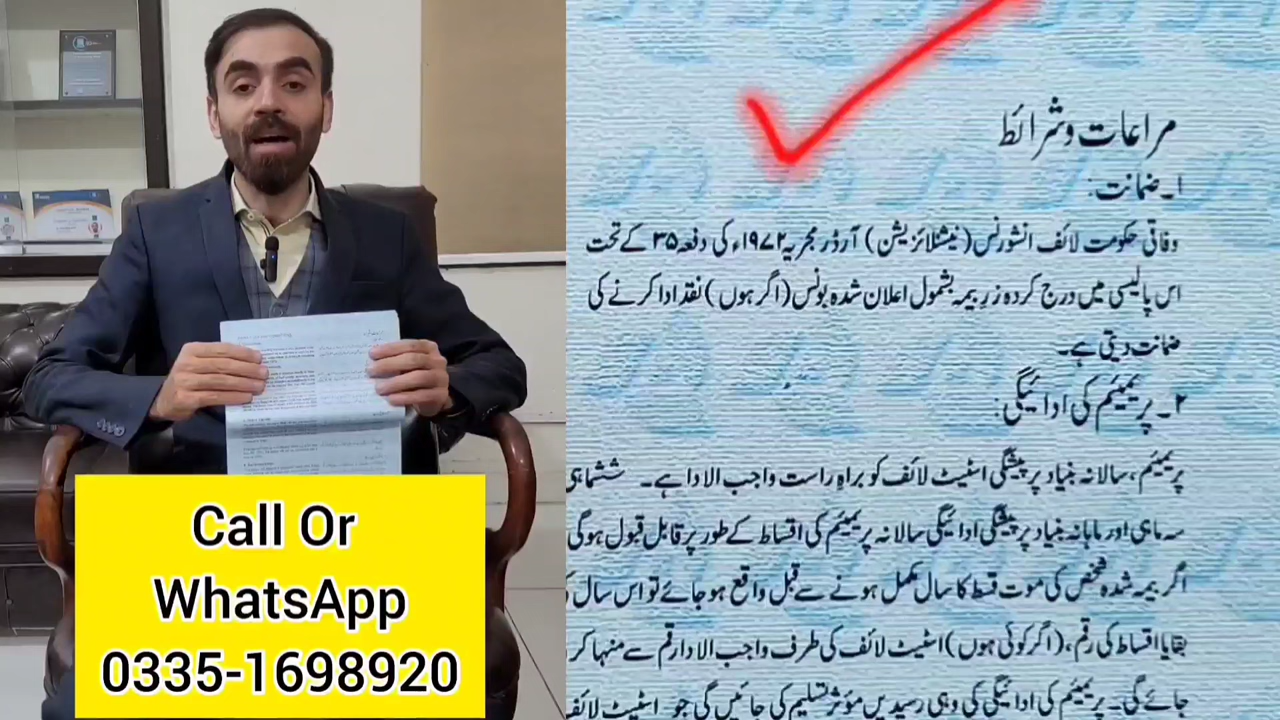 Call Or
WhatsApp
0335-1698920
مراعات و شرائط
۱۔ ضمانت:
وفاقی حکومت لائف انشورنس (نیشنلائزیشن) آرڈر مجریہ ۱۹۷۲ء کی دفعہ ۳۵ کے تحت
اس پالیسی میں درج کردہ زرِ بیمہ بشمول اعلان شدہ بونس (اگر ہوں) نقد ادا کرنے کی
ضمانت دیتی ہے۔
۲۔ پریمیئم کی ادائیگی:
پریمیئم، سالانہ بنیاد پر پیشگی اسٹیٹ لائف کو براہِ راست واجب الادا ہے۔ ششماہی
سہ ماہی اور ماہانہ بنیاد پر پیشگی ادائیگی سالانہ پریمیئم کی اقساط کے طور پر قابل قبول ہوگی
اگر بیمہ شدہ شخص کی موت قسط کا سال مکمل ہونے سے قبل واقع ہو جائے تو اس سال
بقایا اقساط کی رقم، (اگر کوئی ہوں) اسٹیٹ لائف کی طرف واجب الادا رقم سے منہا کر
جائے گی۔ پریمیئم کی ادائیگی کی وہی رسیدیں مؤثر تسلیم کی جائیں گی جو اسٹیٹ لائف